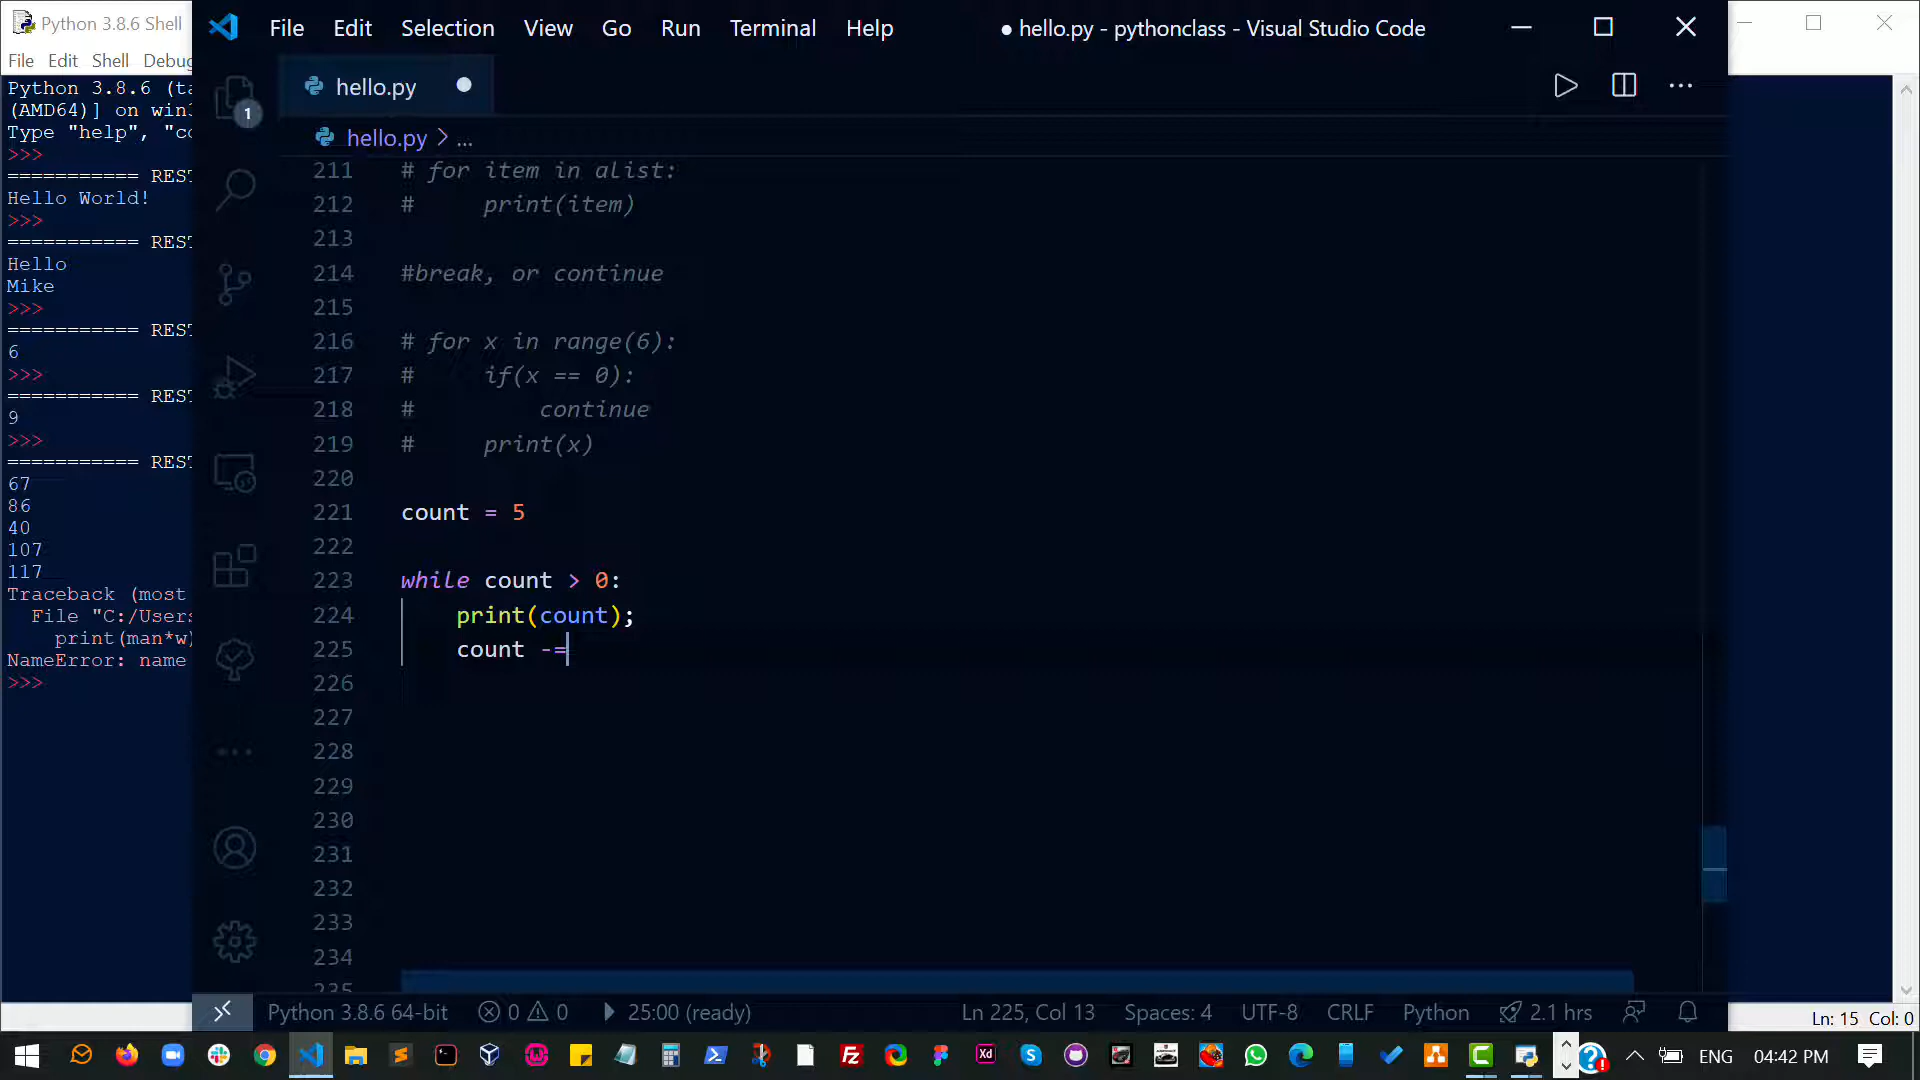 Python 3.8.6 Shell
File Edit Shell Debug
Python 3.8.6 (ta
(AMD64)] on win3
Type "help", "co
>>>
=========== REST
Hello World!
>>>
=========== REST
Hello
Mike
>>>
=========== REST
6
>>>
=========== REST
9
>>>
=========== REST
67
86
40
107
117
Traceback (most
File "C:/Users
print(man*w)
NameError: name
>>>
File Edit Selection View Go Run Terminal Help
● hello.py - pythonclass - Visual Studio Code
1
hello.py
hello.py > ...
211 # for item in alist:
212 #     print(item)
213
214 #break, or continue
215
216 # for x in range(6):
217 #     if(x == 0):
218 #         continue
219 #     print(x)
220
221 count = 5
222
223 while count > 0:
224     print(count);
225     count -=
226
227
228
229
230
231
232
233
234
235
Python 3.8.6 64-bit 0 0 25:00 (ready) Ln 225, Col 13 Spaces: 4 UTF-8 CRLF Python 2.1 hrs
Ln: 15 Col: 0
Fz Xd ENG 04:42 PM